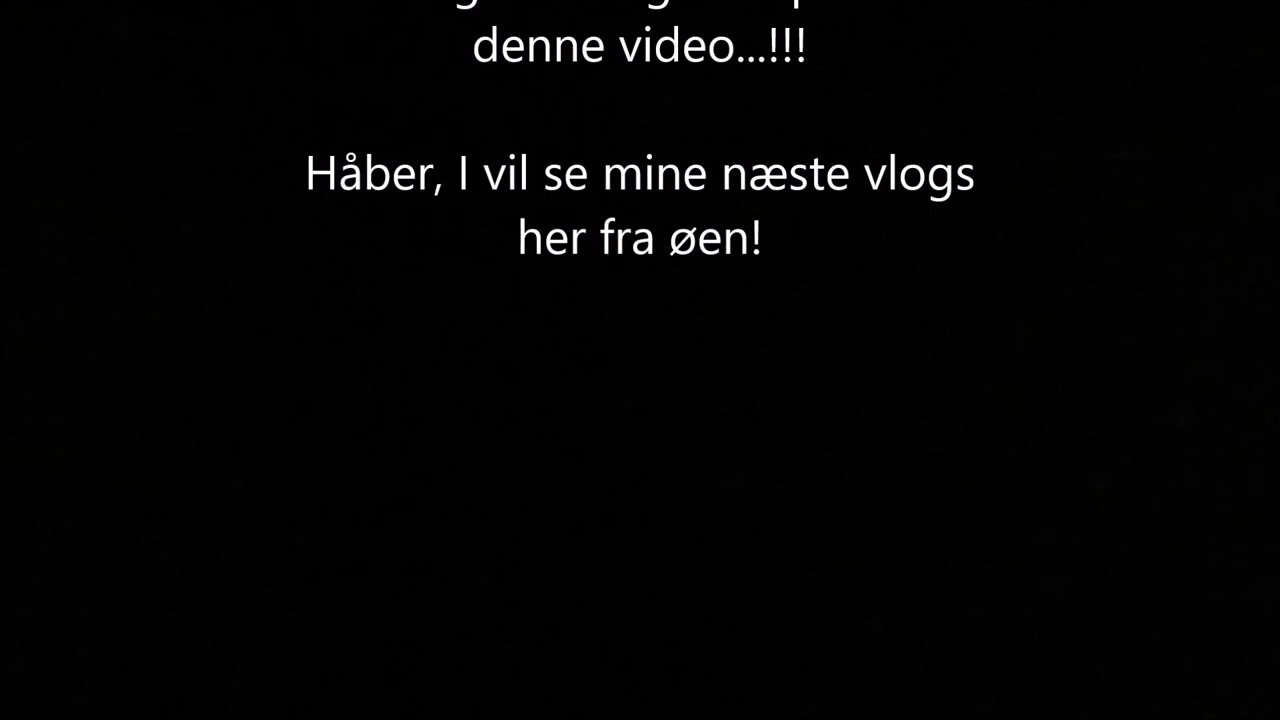 denne video...!!!
Håber, I vil se mine næste vlogs
her fra øen!